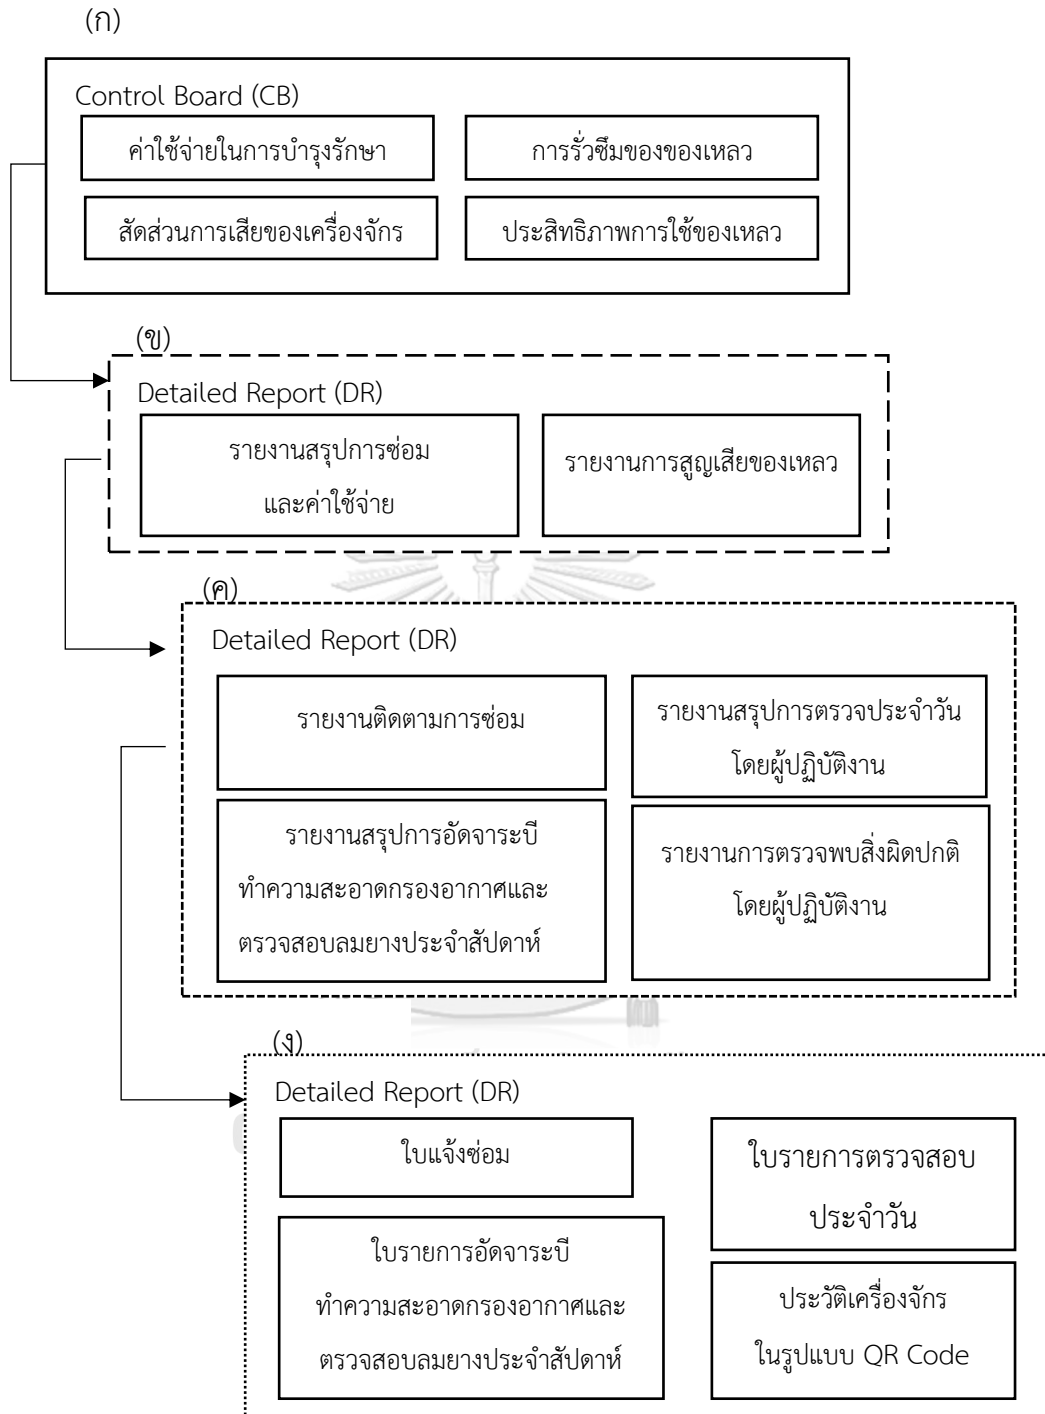 (ก)
Control Board (CB)
ค่าใช้จ่ายในการบำรุงรักษา
การรั่วซึมของของเหลว
สัดส่วนการเสียของเครื่องจักร
ประสิทธิภาพการใช้ของเหลว
(ข)
Detailed Report (DR)
รายงานสรุปการซ่อม
และค่าใช้จ่าย
รายงานการสูญเสียของเหลว
(ค)
Detailed Report (DR)
รายงานติดตามการซ่อม
รายงานสรุปการตรวจประจำวัน
โดยผู้ปฏิบัติงาน
รายงานสรุปการอัดจาระบี
ทำความสะอาดกรองอากาศและ
ตรวจสอบลมยางประจำสัปดาห์
รายงานการตรวจพบสิ่งผิดปกติ
โดยผู้ปฏิบัติงาน
(ง)
Detailed Report (DR)
ใบแจ้งซ่อม
ใบรายการตรวจสอบ
ประจำวัน
ใบรายการอัดจาระบี
ทำความสะอาดกรองอากาศและ
ตรวจสอบลมยางประจำสัปดาห์
ประวัติเครื่องจักร
ในรูปแบบ QR Code